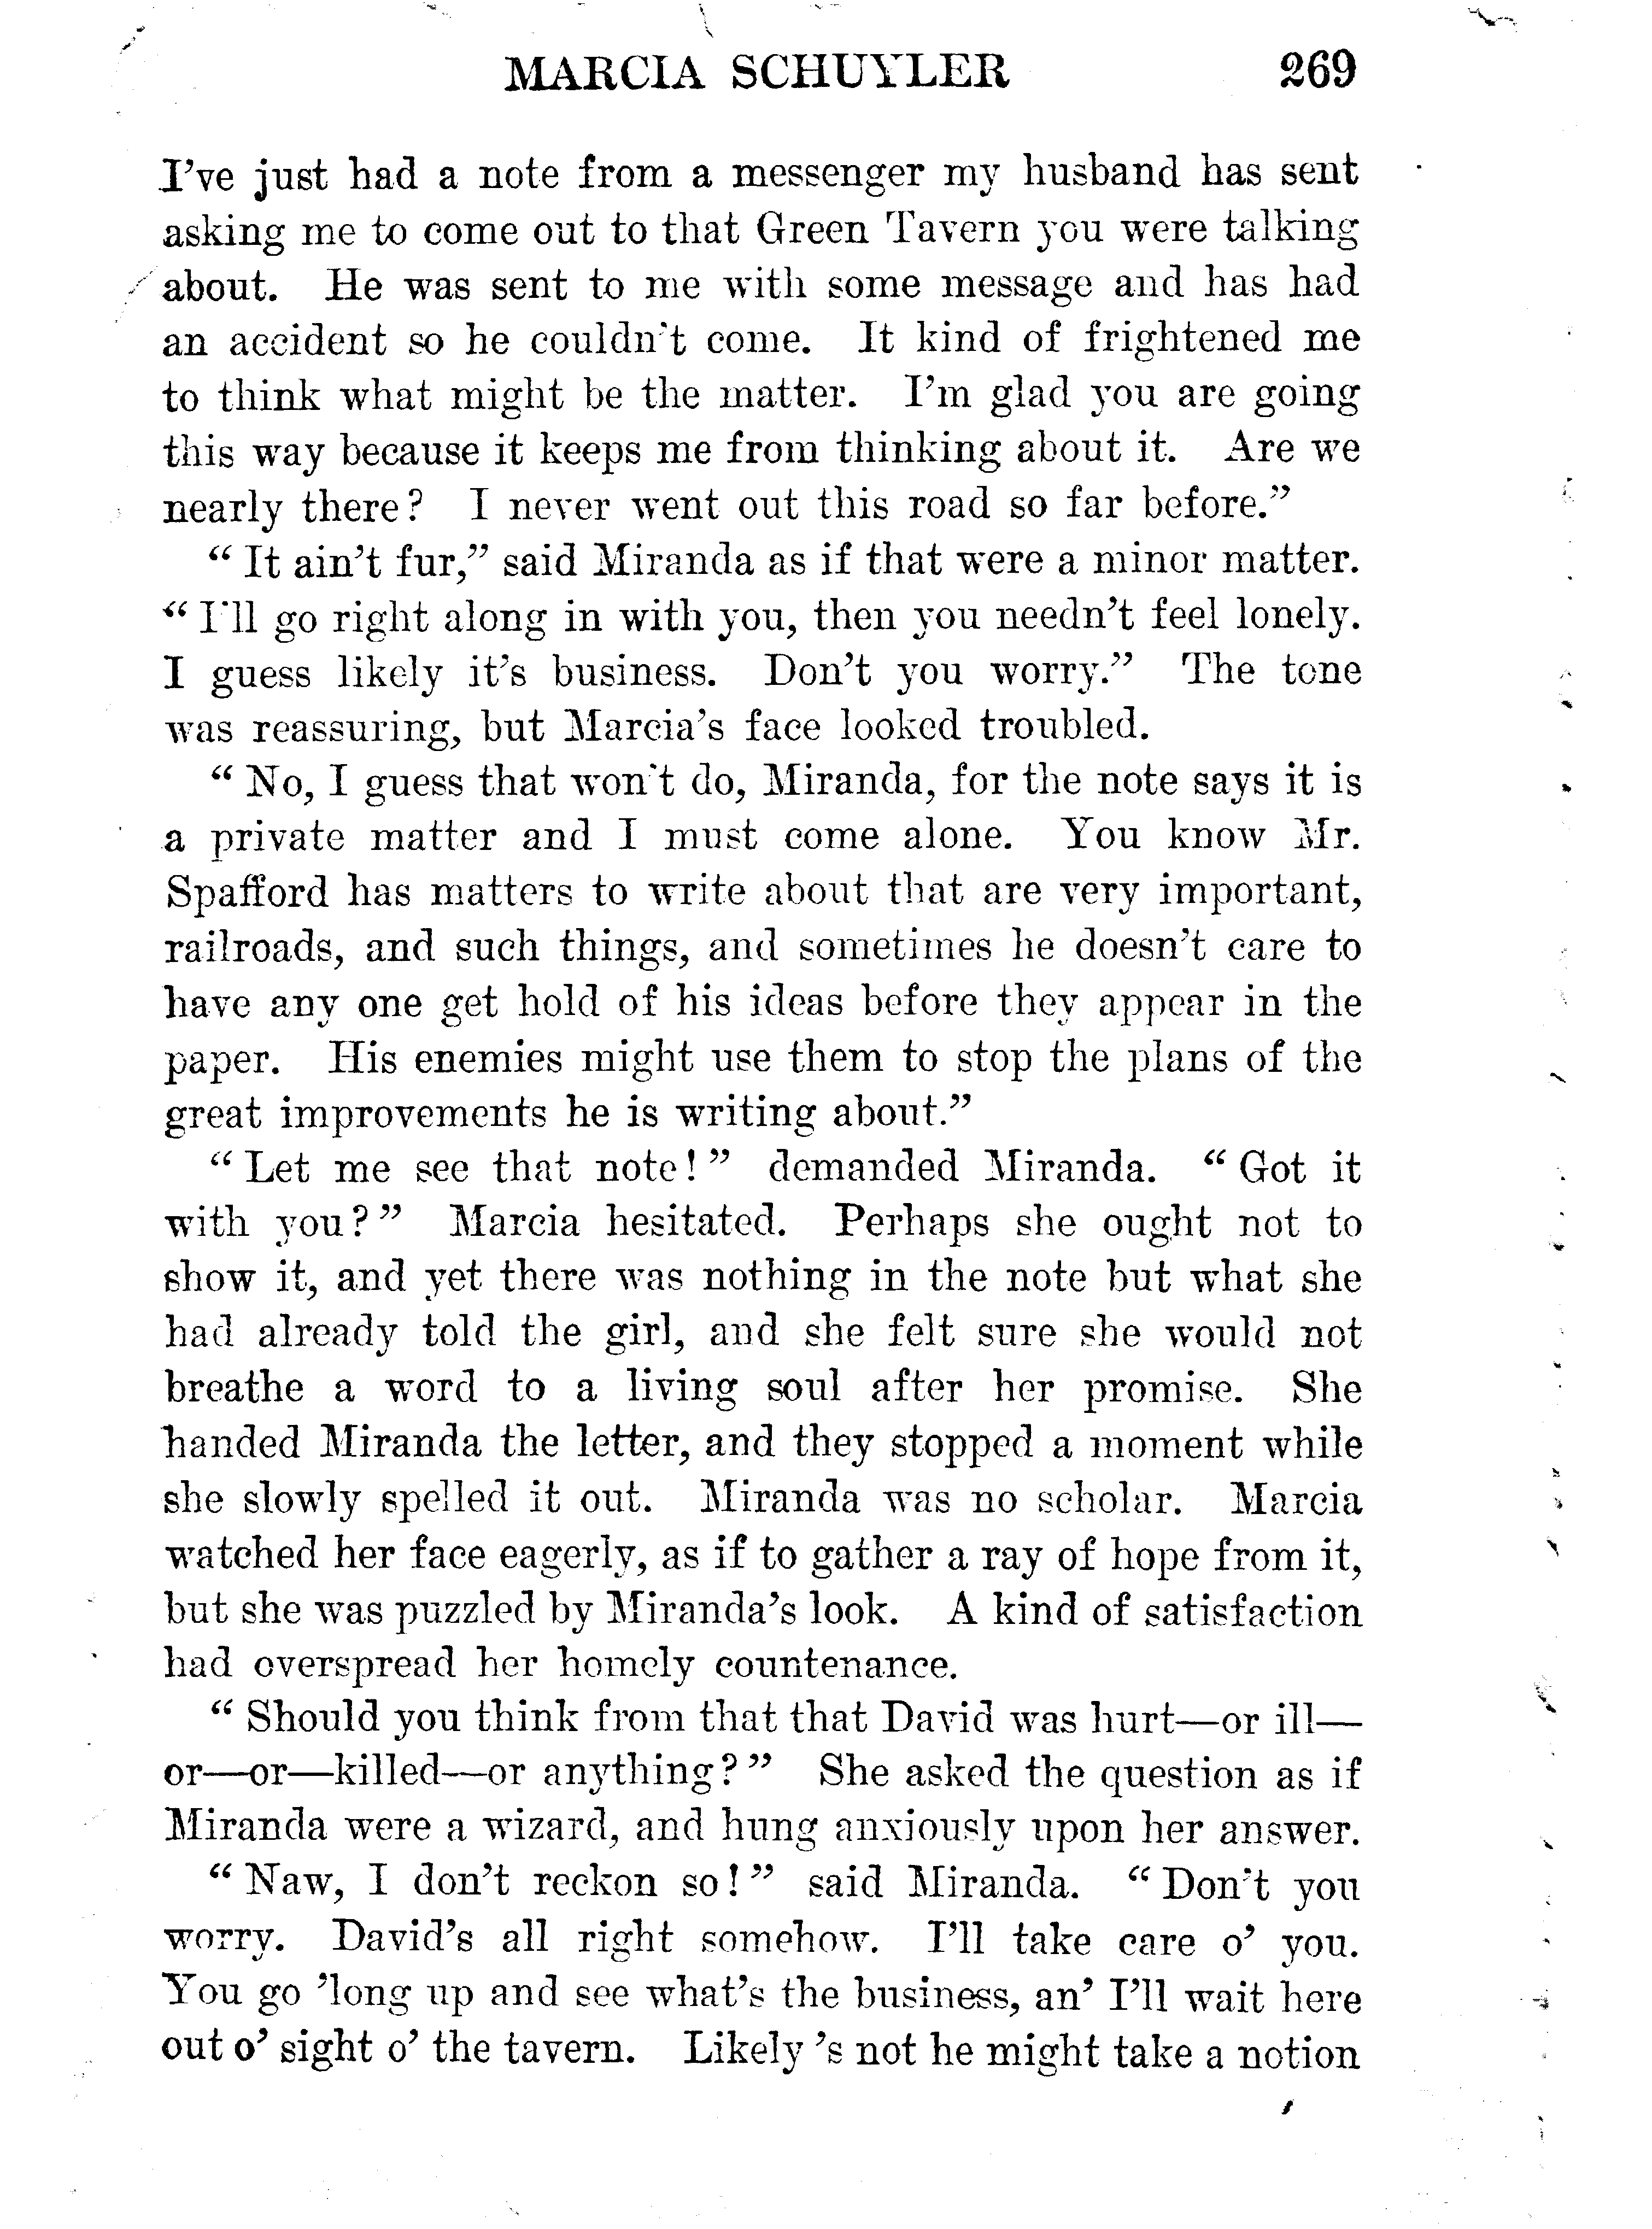 MARCIA SCHUYLER 269
I've just had a note from a messenger my husband has sent
asking me to come out to that Green Tavern you were talking
about. He was sent to me with some message and has had
an accident so he couldn't come. It kind of frightened me
to think what might be the matter. I'm glad you are going
this way because it keeps me from thinking about it. Are we
nearly there? I never went out this road so far before."
"It ain't fur," said Miranda as if that were a minor matter.
"I'll go right along in with you, then you needn't feel lonely.
I guess likely it's business. Don't you worry." The tone
was reassuring, but Marcia's face looked troubled.
"No, I guess that won't do, Miranda, for the note says it is
a private matter and I must come alone. You know Mr.
Spafford has matters to write about that are very important,
railroads, and such things, and sometimes he doesn't care to
have any one get hold of his ideas before they appear in the
paper. His enemies might use them to stop the plans of the
great improvements he is writing about."
"Let me see that note!" demanded Miranda. "Got it
with you?" Marcia hesitated. Perhaps she ought not to
show it, and yet there was nothing in the note but what she
had already told the girl, and she felt sure she would not
breathe a word to a living soul after her promise. She
handed Miranda the letter, and they stopped a moment while
she slowly spelled it out. Miranda was no scholar. Marcia
watched her face eagerly, as if to gather a ray of hope from it,
but she was puzzled by Miranda's look. A kind of satisfaction
had overspread her homely countenance.
"Should you think from that that David was hurt—or ill—
or—or—killed—or anything?" She asked the question as if
Miranda were a wizard, and hung anxiously upon her answer.
"Naw, I don't reckon so!" said Miranda. "Don't you
worry. David's all right somehow. I'll take care o' you.
You go 'long up and see what's the business, an' I'll wait here
out o' sight o' the tavern. Likely 's not he might take a notion